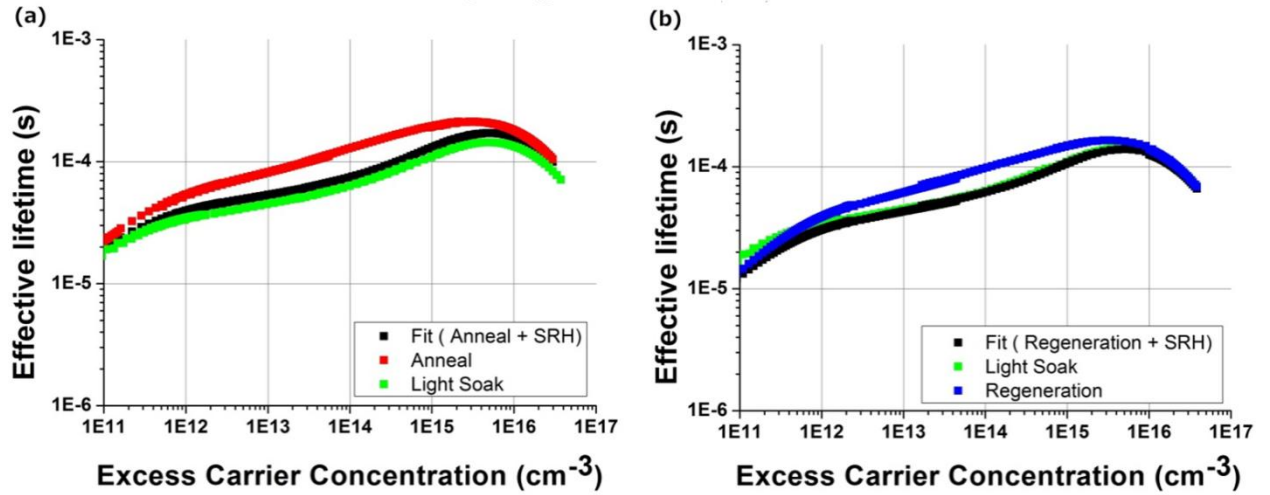 (a)
Effective lifetime (s)
1E-3
1E-4
1E-5
1E-6
1E11 1E12 1E13 1E14 1E15 1E16 1E17
Excess Carrier Concentration (cm-3)
Fit ( Anneal + SRH)
Anneal
Light Soak
(b)
Effective lifetime (s)
1E-3
1E-4
1E-5
1E-6
1E11 1E12 1E13 1E14 1E15 1E16 1E17
Excess Carrier Concentration (cm-3)
Fit ( Regeneration + SRH)
Light Soak
Regeneration